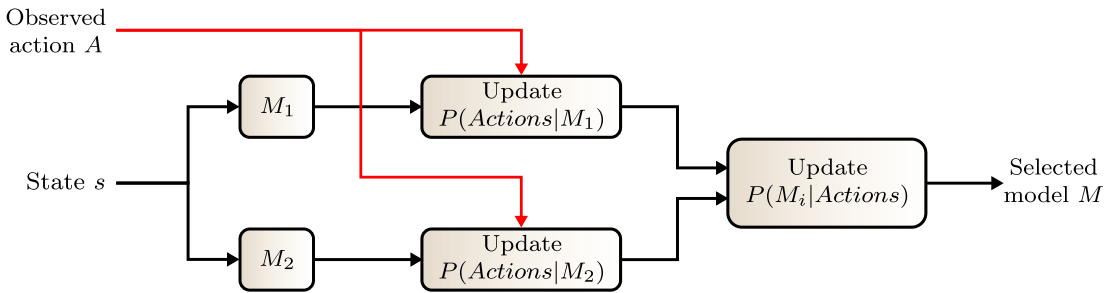 Observed
action A
M₁
Update
P(Actions|M₁)
State s
Update
P(Mᵢ|Actions)
Selected
model M
M₂
Update
P(Actions|M₂)